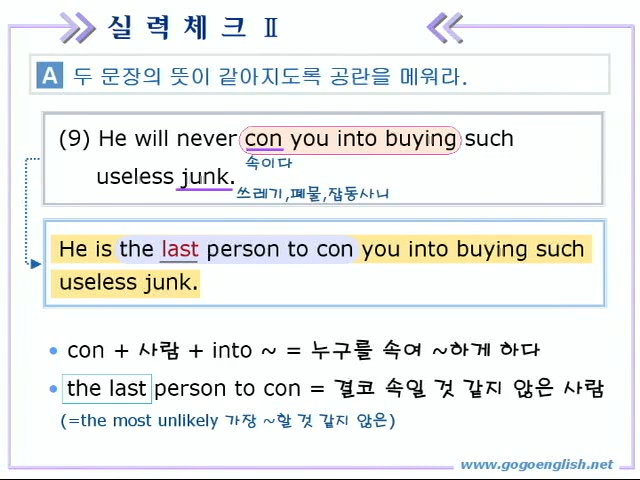 실 력 체 크 Ⅱ
A 두 문장의 뜻이 같아지도록 공란을 메워라.
(9) He will never con you into buying such
속이다
useless junk.
쓰레기,폐물,잡동사니
He is the last person to con you into buying such
useless junk.
• con + 사람 + into ~ = 누구를 속여 ~하게 하다
• the last person to con = 결코 속일 것 같지 않은 사람
(=the most unlikely 가장 ~할 것 같지 않은)
www.gogoenglish.net